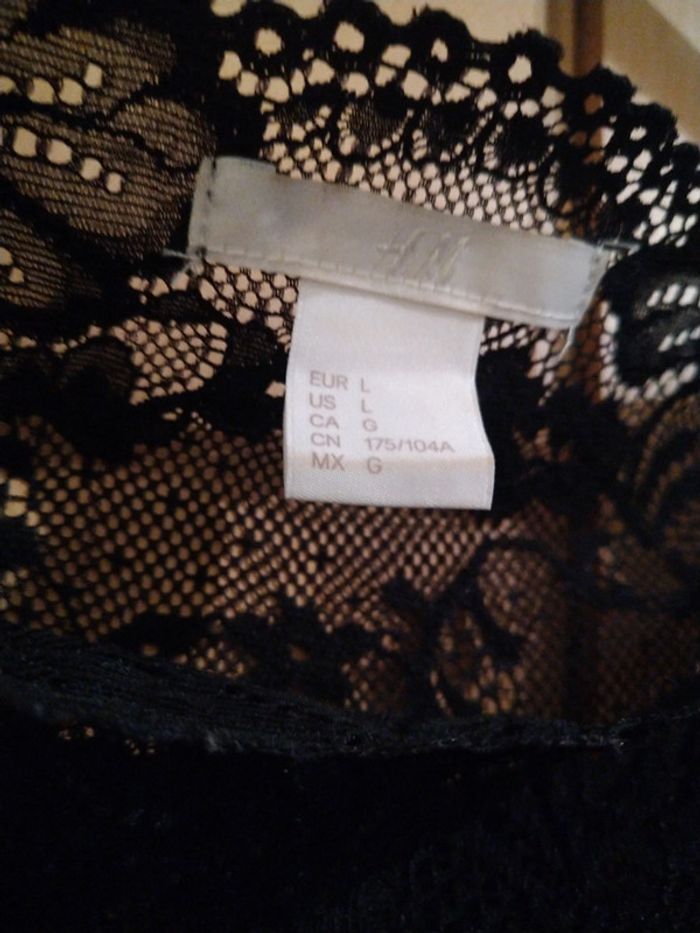 H&M
EUR L
US L
CA G
CN 175/104A
MX G